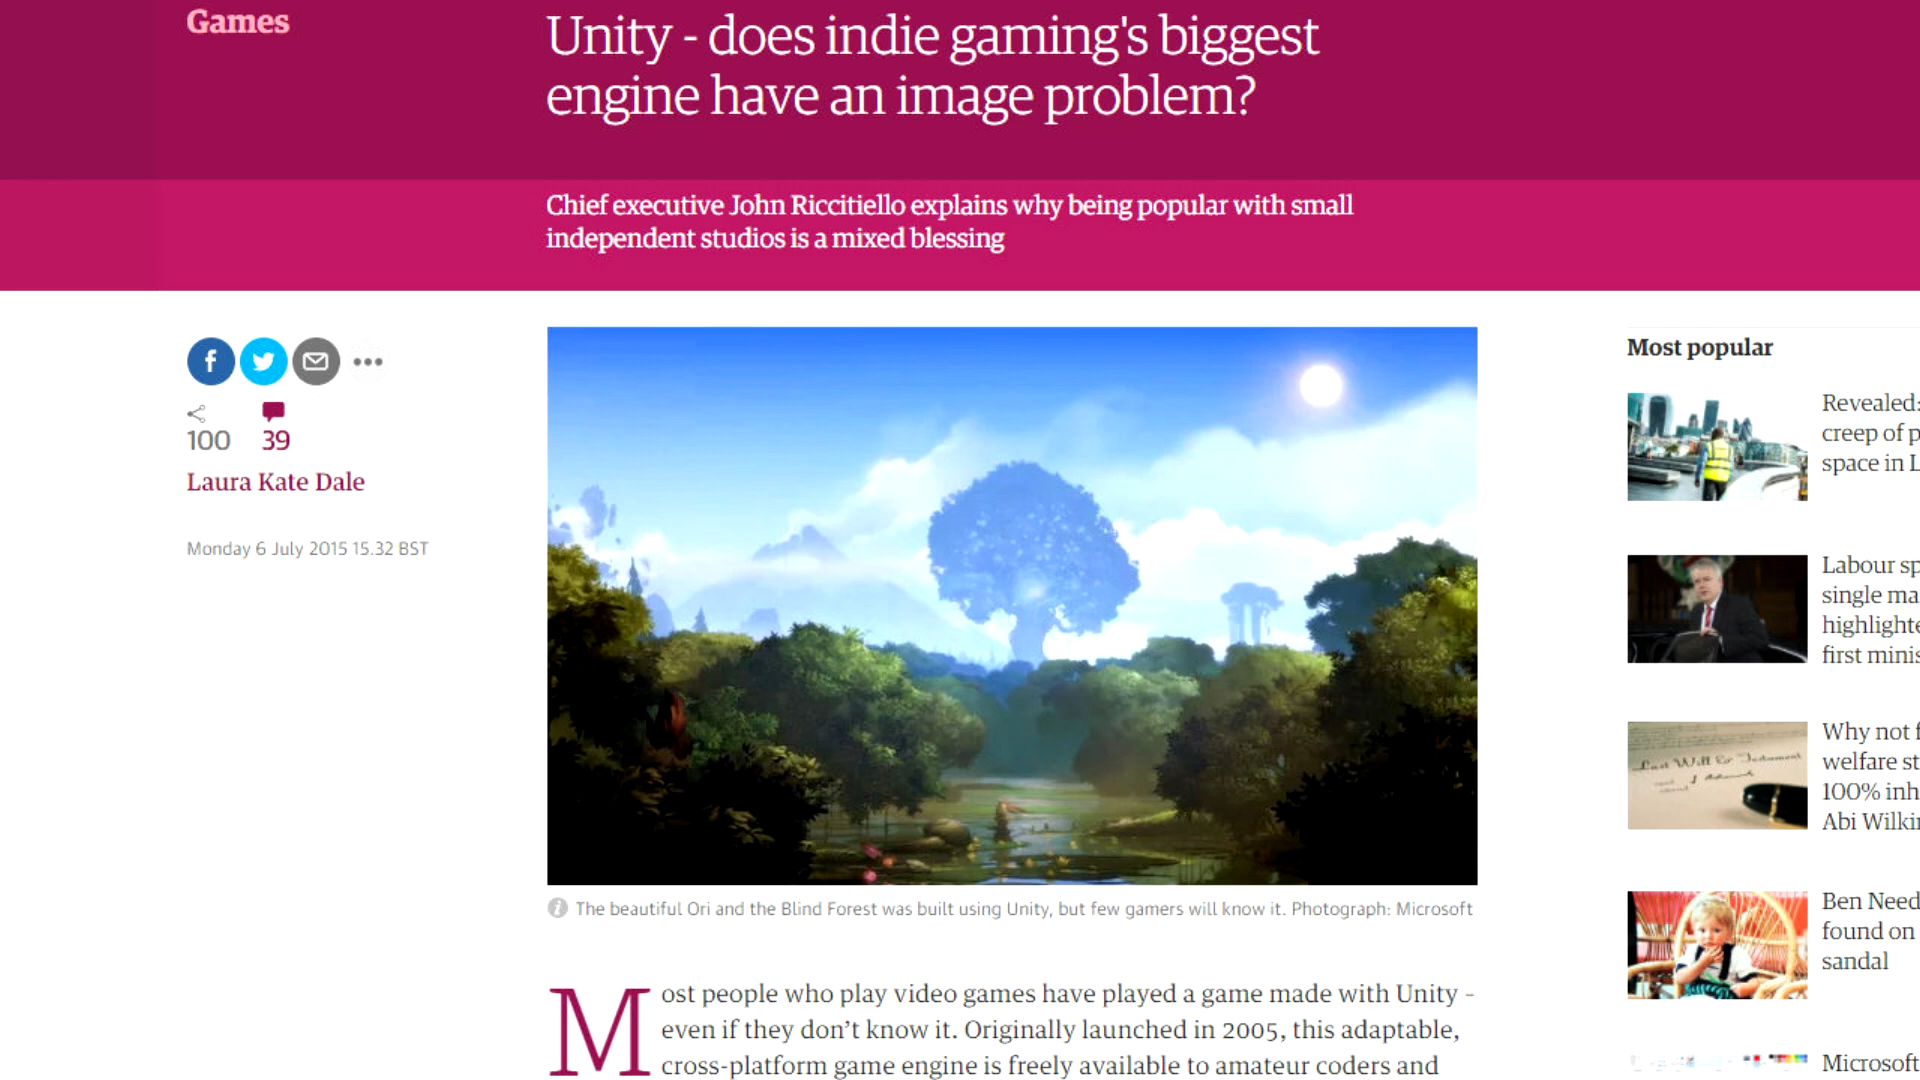 Games
Unity - does indie gaming's biggest
engine have an image problem?
Chief executive John Riccitiello explains why being popular with small
independent studios is a mixed blessing
100 39
Laura Kate Dale
Monday 6 July 2015 15.32 BST
The beautiful Ori and the Blind Forest was built using Unity, but few gamers will know it. Photograph: Microsoft
Most people who play video games have played a game made with Unity -
even if they don't know it. Originally launched in 2005, this adaptable,
cross-platform game engine is freely available to amateur coders and
Most popular
Revealed:
creep of p
space in L
Labour sp
single ma
highlighte
first minis
Last Will & Testament
Why not f
welfare st
100% inh
Abi Wilki
Ben Need
found on
sandal
Microsoft